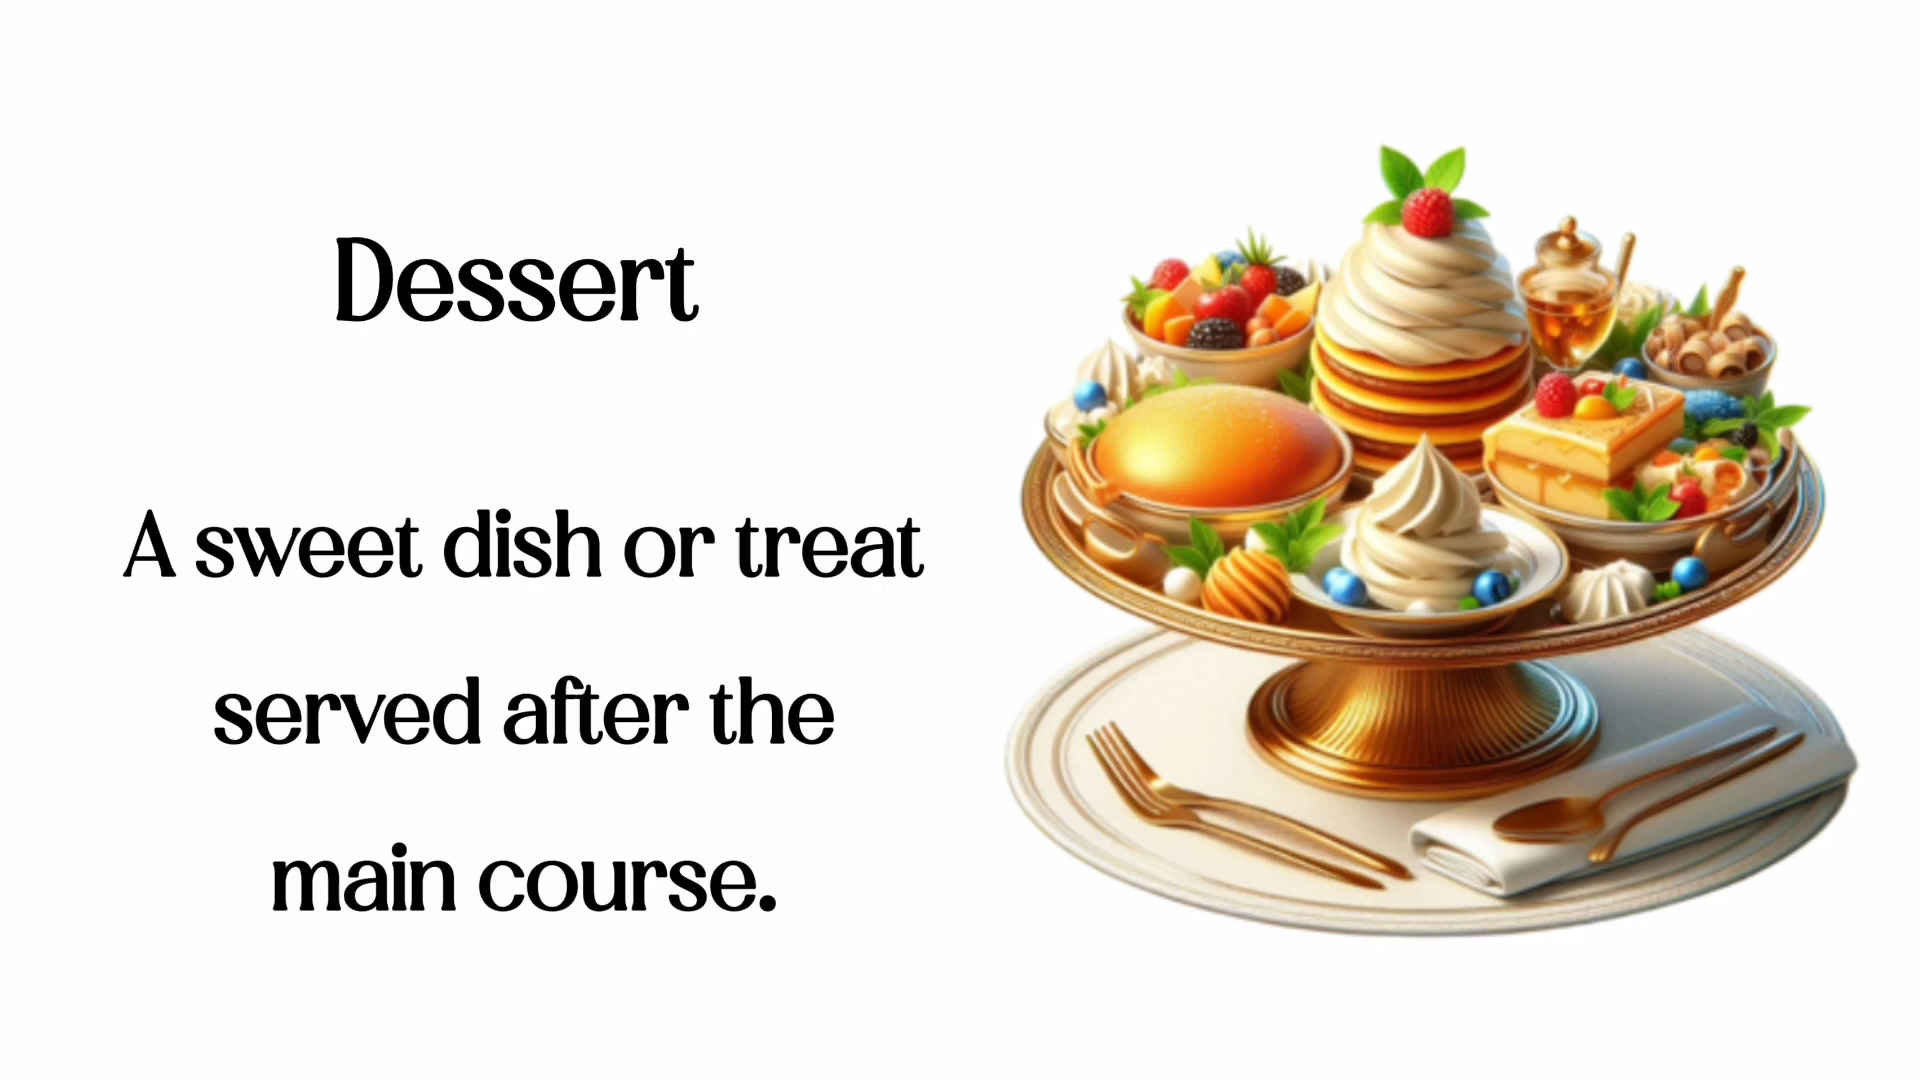 Dessert
A sweet dish or treat
served after the
main course.